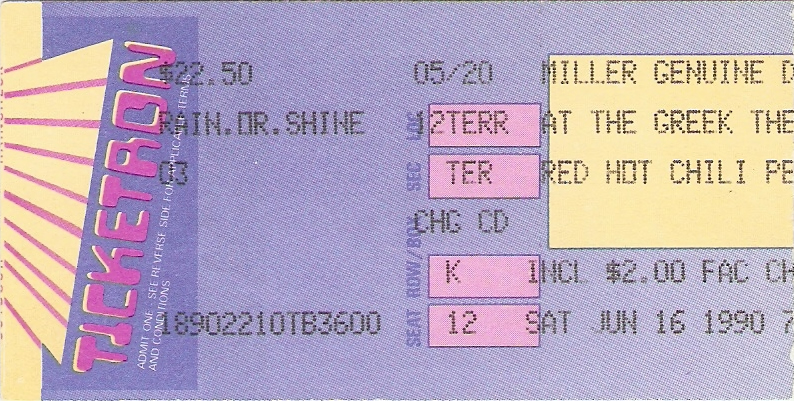 TICKETRON
ADMIT ONE - SEE REVERSE SIDE FOR APPLICABLE TERMS
AND CONDITIONS
$22.50 05/20 MILLER GENUINE D
RAIN.OR.SHINE LOC 12TERR AT THE GREEK THE
03 SEC TER RED HOT CHILI PE
CHG CD
ROW/BOX K INCL $2.00 FAC CH
18902210TB3600 SEAT 12 SAT JUN 16 1990 7